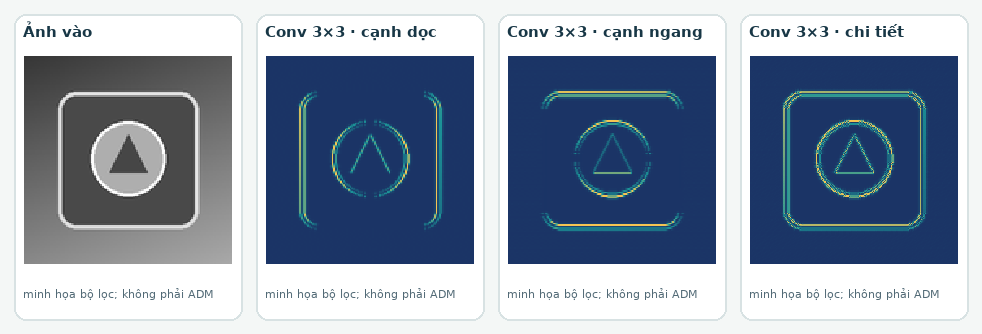 Ảnh vào
minh họa bộ lọc; không phải ADM
Conv 3×3 · cạnh dọc
minh họa bộ lọc; không phải ADM
Conv 3×3 · cạnh ngang
minh họa bộ lọc; không phải ADM
Conv 3×3 · chi tiết
minh họa bộ lọc; không phải ADM